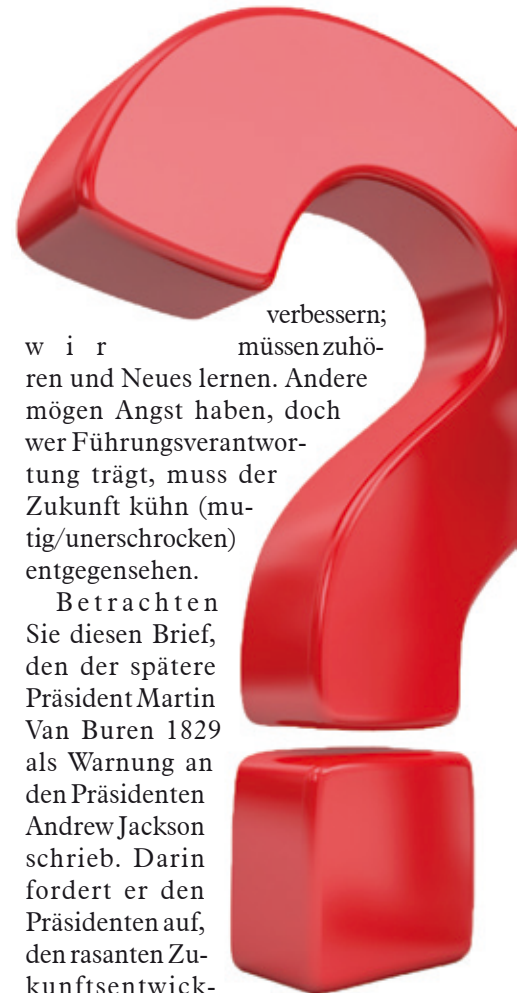 verbessern;
wir müssen zuhö-
ren und Neues lernen. Andere
mögen Angst haben, doch
wer Führungsverantwor-
tung trägt, muss der
Zukunft kühn (mu-
tig/unerschrocken)
entgegensehen.
Betrachten
Sie diesen Brief,
den der spätere
Präsident Martin
Van Buren 1829
als Warnung an
den Präsidenten
Andrew Jackson
schrieb. Darin
fordert er den
Präsidenten auf,
den rasanten Zu-
kunftsentwick-